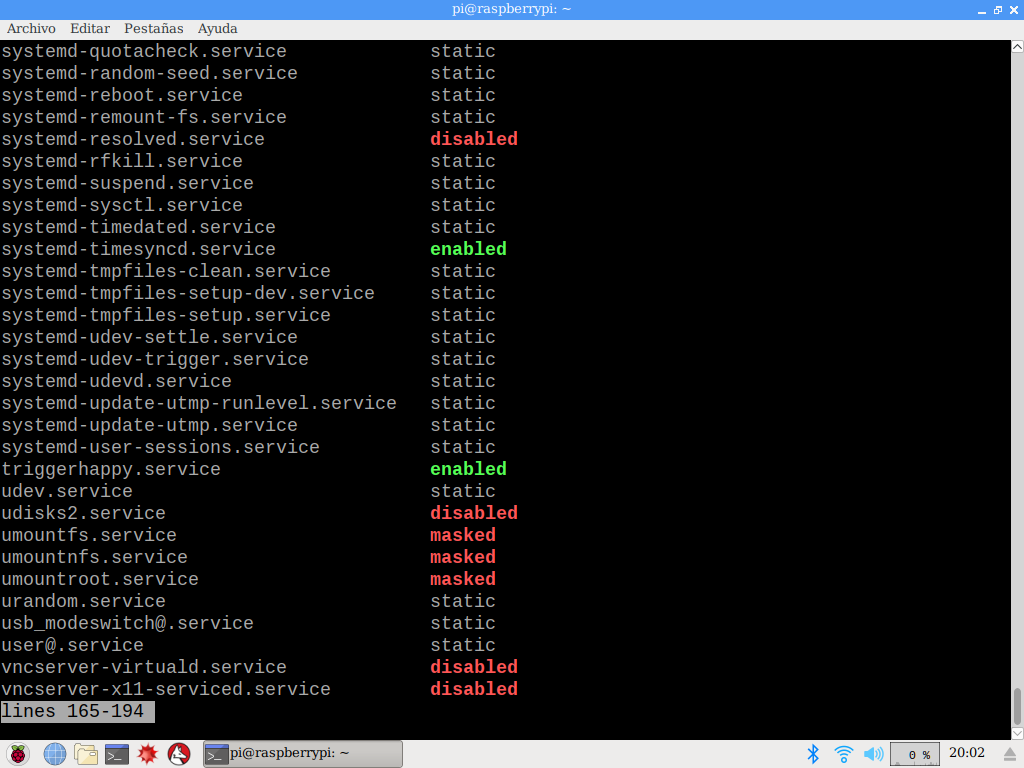 pi@raspberrypi: ~
Archivo Editar Pestañas Ayuda
systemd-quotacheck.service static
systemd-random-seed.service static
systemd-reboot.service static
systemd-remount-fs.service static
systemd-resolved.service disabled
systemd-rfkill.service static
systemd-suspend.service static
systemd-sysctl.service static
systemd-timedated.service static
systemd-timesyncd.service enabled
systemd-tmpfiles-clean.service static
systemd-tmpfiles-setup-dev.service static
systemd-tmpfiles-setup.service static
systemd-udev-settle.service static
systemd-udev-trigger.service static
systemd-udevd.service static
systemd-update-utmp-runlevel.service static
systemd-update-utmp.service static
systemd-user-sessions.service static
triggerhappy.service enabled
udev.service static
udisks2.service disabled
umountfs.service masked
umountnfs.service masked
umountroot.service masked
urandom.service static
usb_modeswitch@.service static
user@.service static
vncserver-virtuald.service disabled
vncserver-x11-serviced.service disabled
lines 165-194
pi@raspberrypi: ~ 0 % 20:02